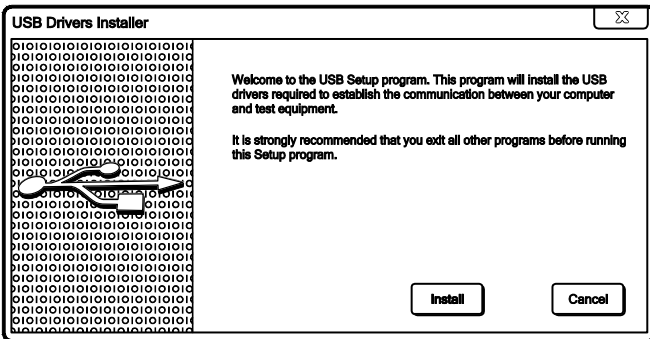 USB Drivers Installer
X
Welcome to the USB Setup program. This program will install the USB
drivers required to establish the communication between your computer
and test equipment.
It is strongly recommended that you exit all other programs before running
this Setup program.
Install
Cancel